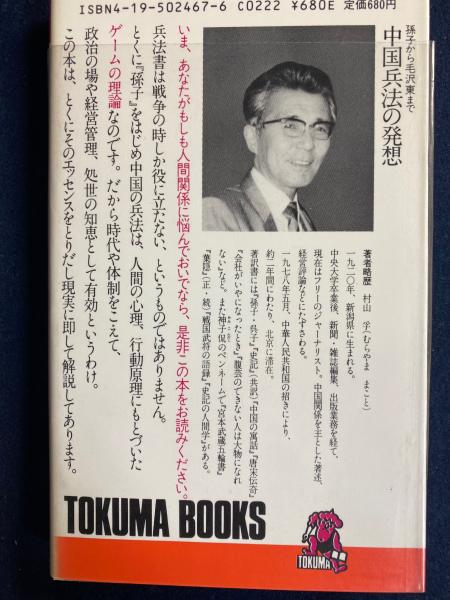 ISBN4-19-502467-6 C0222 ¥680E 定価680円
孫子から毛沢東まで
中国兵法の発想
著者略歴 村山 孚(むらやま まこと)
一九二〇年、新潟県に生まれる。
中央大学卒業後、新聞・雑誌編集、出版業務を経て、
現在はフリーのジャーナリスト。中国関係を主とした著述、
経営評論などにたずさわる。
一九七八年五月、中華人民共和国の招きにより、
約二年間にわたり、北京に滞在。
著訳書には『孫子・呉子』『史記』(共訳)『中国の寓話』『唐宋伝奇』
『会社がいやになったとき』『腹芸のできない人は大物になれ
ない』など。また神子侃のペンネームで『宮本武蔵五輪書』
『葉隠』(正・続)『戦国武将の語録』『史記の人間学』がある。
いま、あなたがもしも人間関係に悩んでおいでなら、是非この本をお読みください。
兵法書は戦争の時しか役に立たない、というものではありません。
とくに『孫子』をはじめ中国の兵法は、人間の心理、行動原理にもとづいた
ゲームの理論なのです。だから時代や体制をこえて、
政治の場や経営管理、処世の知恵として有効というわけ。
この本は、とくにそのエッセンスをとりだし現実に即して解説してあります。
TOKUMA BOOKS
TOKUMA